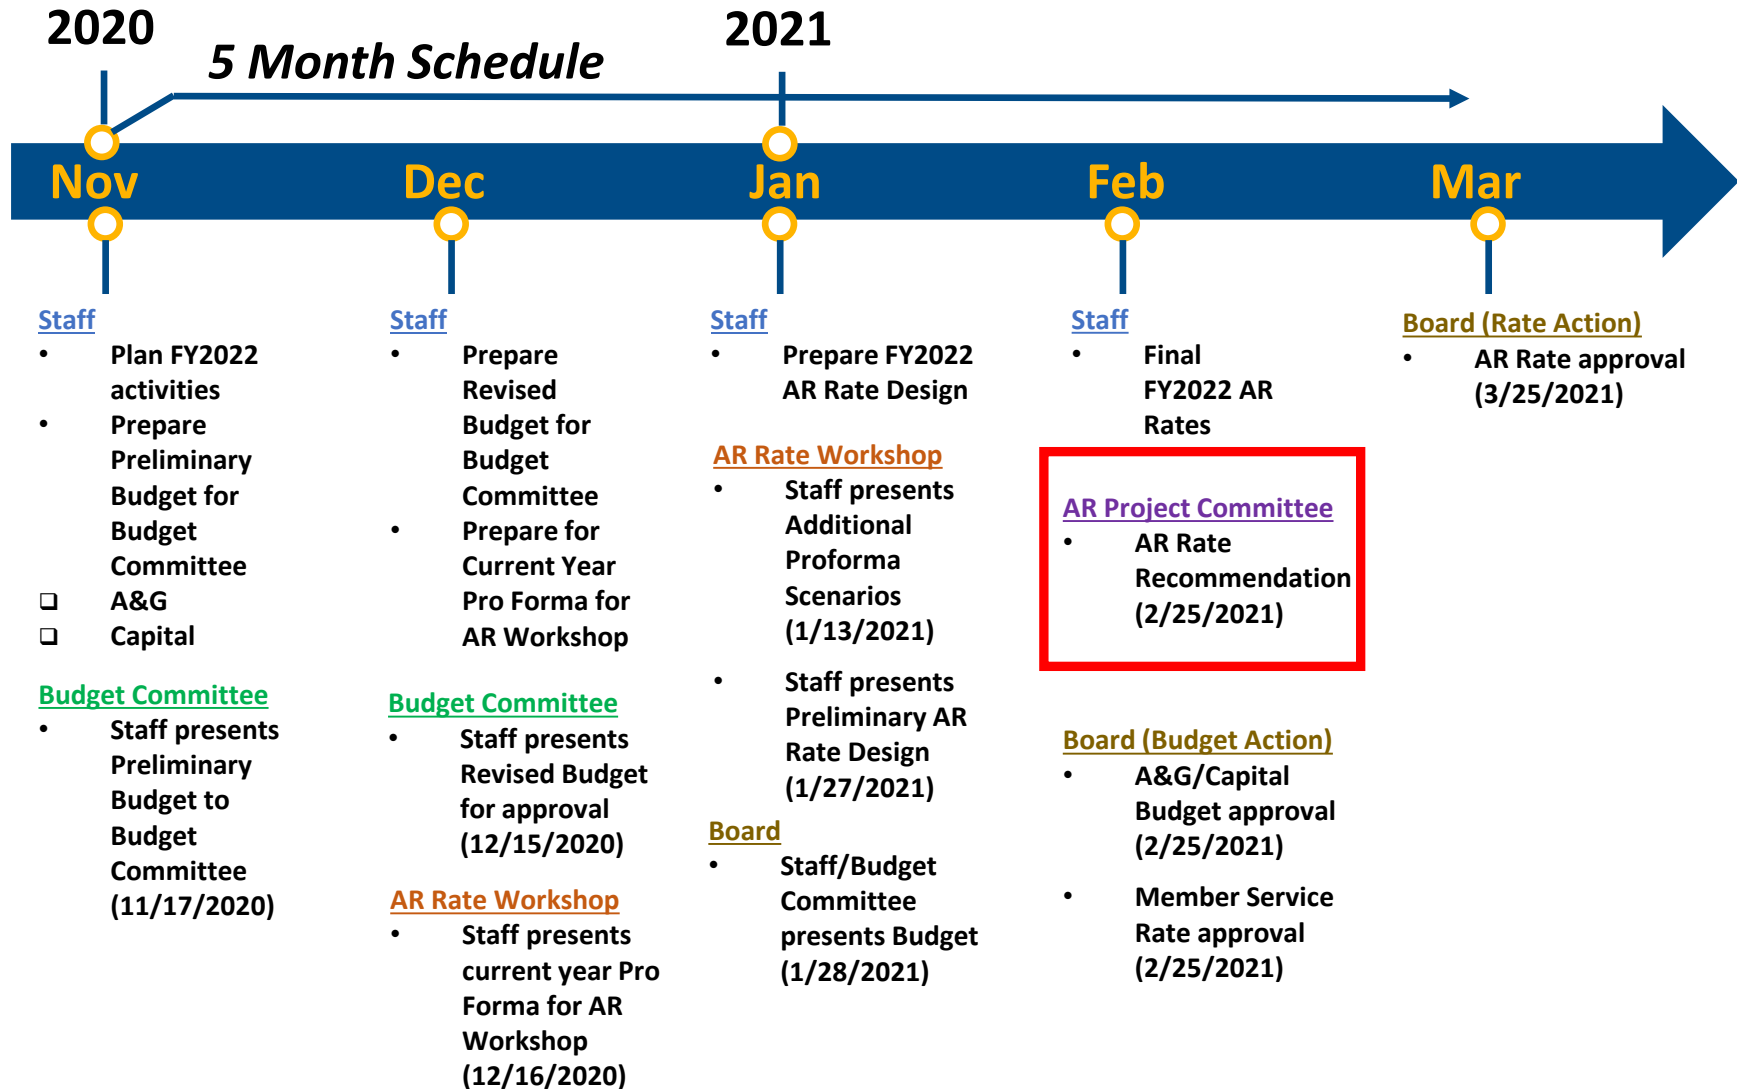 2020
2021
5 Month Schedule
Nov
Dec
Jan
Feb
Mar
Staff
• Plan FY2022
activities
• Prepare
Preliminary
Budget for
Budget
Committee
❑ A&G
❑ Capital
Budget Committee
• Staff presents
Preliminary
Budget to
Budget
Committee
(11/17/2020)
Staff
• Prepare
Revised
Budget for
Budget
Committee
• Prepare for
Current Year
Pro Forma for
AR Workshop
Budget Committee
• Staff presents
Revised Budget
for approval
(12/15/2020)
AR Rate Workshop
• Staff presents
current year Pro
Forma for AR
Workshop
(12/16/2020)
Staff
• Prepare FY2022
AR Rate Design
AR Rate Workshop
• Staff presents
Additional
Proforma
Scenarios
(1/13/2021)
• Staff presents
Preliminary AR
Rate Design
(1/27/2021)
Board
• Staff/Budget
Committee
presents Budget
(1/28/2021)
Staff
• Final
FY2022 AR
Rates
AR Project Committee
• AR Rate
Recommendation
(2/25/2021)
Board (Budget Action)
• A&G/Capital
Budget approval
(2/25/2021)
• Member Service
Rate approval
(2/25/2021)
Board (Rate Action)
• AR Rate approval
(3/25/2021)